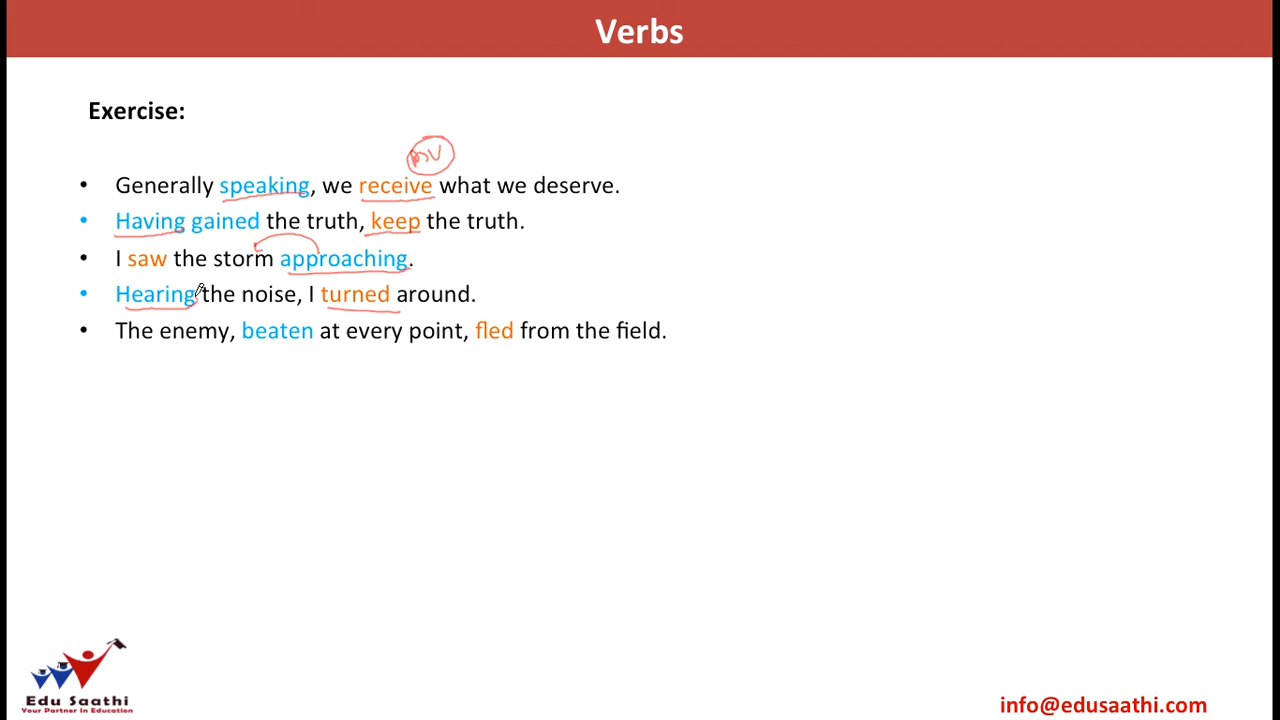 Verbs
Exercise:
MV
• Generally speaking, we receive what we deserve.
• Having gained the truth, keep the truth.
• I saw the storm approaching.
• Hearing the noise, I turned around.
• The enemy, beaten at every point, fled from the field.
Edu Saathi
Your Partner In Education
info@edusaathi.com